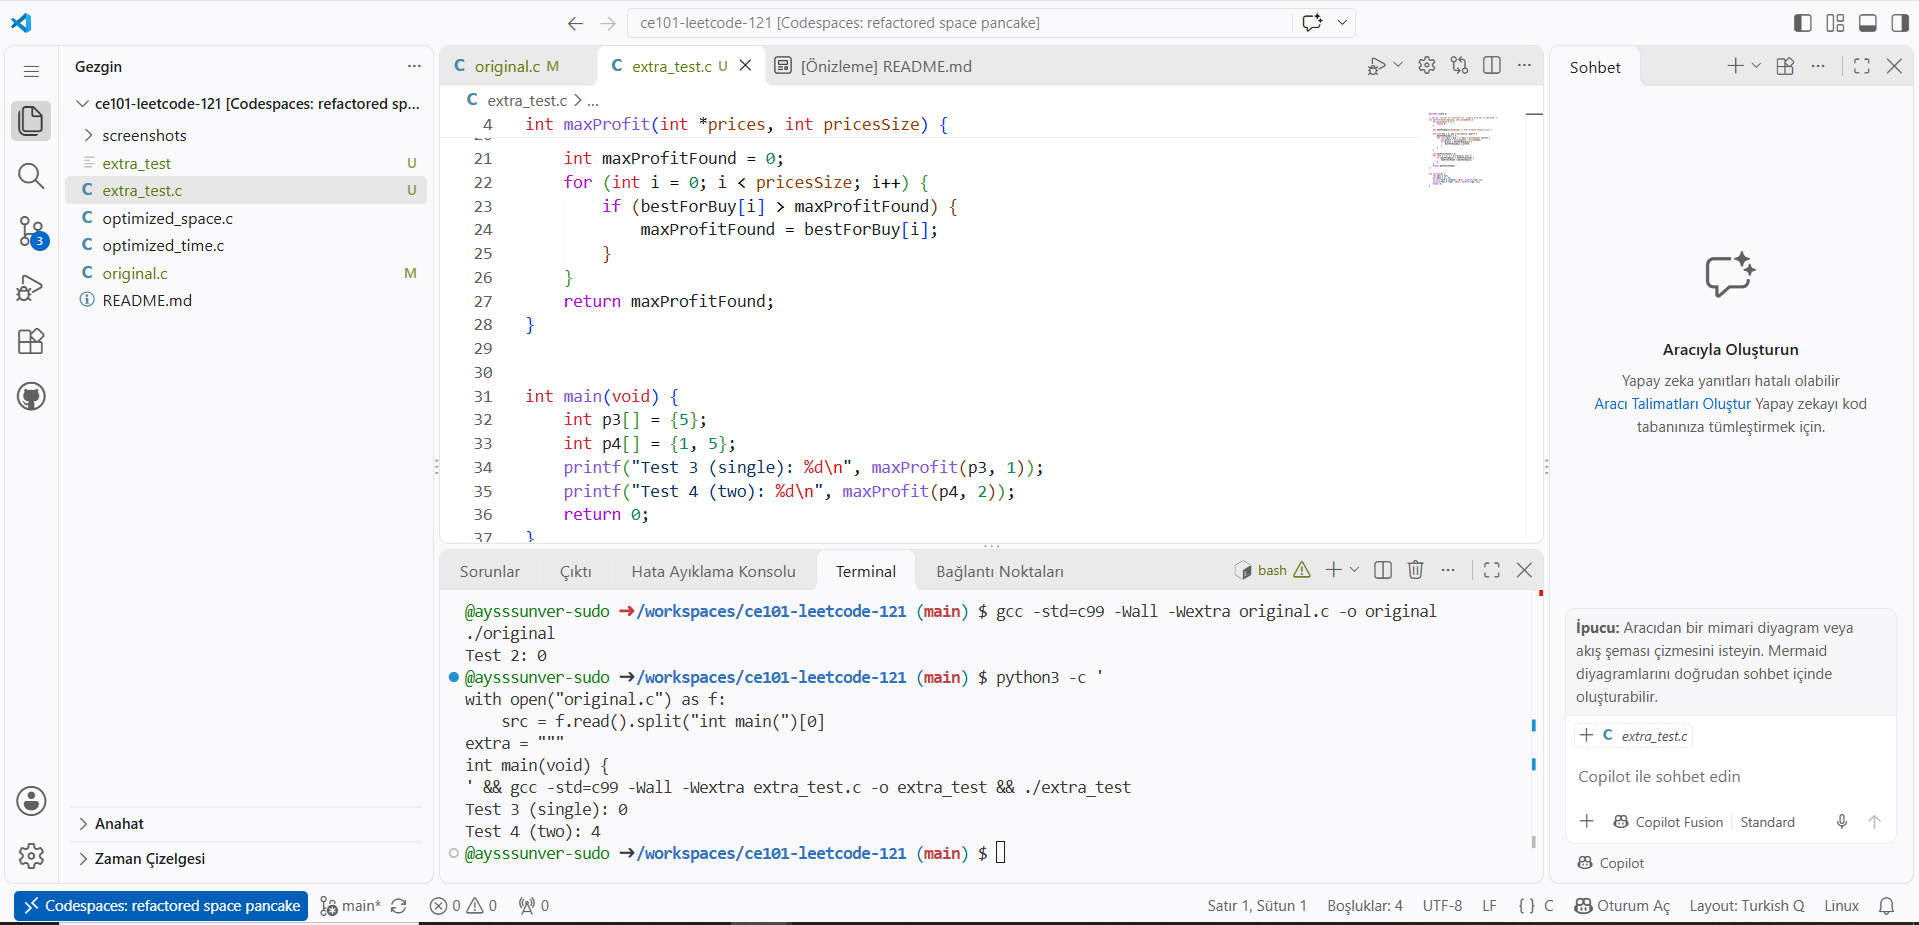 ce101-leetcode-121 [Codespaces: refactored space pancake]
Gezgin
ce101-leetcode-121 [Codespaces: refactored sp...
screenshots
extra_test U
C extra_test.c U
C optimized_space.c
C optimized_time.c
C original.c M
README.md
3
Anahat
Zaman Çizelgesi
C original.c M
C extra_test.c U
[Önizleme] README.md
C extra_test.c > ...
4 int maxProfit(int *prices, int pricesSize) {
21 int maxProfitFound = 0;
22 for (int i = 0; i < pricesSize; i++) {
23 if (bestForBuy[i] > maxProfitFound) {
24 maxProfitFound = bestForBuy[i];
25 }
26 }
27 return maxProfitFound;
28 }
29
30
31 int main(void) {
32 int p3[] = {5};
33 int p4[] = {1, 5};
34 printf("Test 3 (single): %d\n", maxProfit(p3, 1));
35 printf("Test 4 (two): %d\n", maxProfit(p4, 2));
36 return 0;
37 }
Sorunlar Çıktı Hata Ayıklama Konsolu Terminal Bağlantı Noktaları
bash
@aysssunver-sudo ➜/workspaces/ce101-leetcode-121 (main) $ gcc -std=c99 -Wall -Wextra original.c -o original
./original
Test 2: 0
@aysssunver-sudo ➜/workspaces/ce101-leetcode-121 (main) $ python3 -c '
with open("original.c") as f:
src = f.read().split("int main(")[0]
extra = """
int main(void) {
' && gcc -std=c99 -Wall -Wextra extra_test.c -o extra_test && ./extra_test
Test 3 (single): 0
Test 4 (two): 4
@aysssunver-sudo ➜/workspaces/ce101-leetcode-121 (main) $
Sohbet
Aracıyla Oluşturun
Yapay zeka yanıtları hatalı olabilir
Aracı Talimatları Oluştur Yapay zekayı kod
tabanınıza tümleştirmek için.
İpucu: Aracıdan bir mimari diyagram veya
akış şeması çizmesini isteyin. Mermaid
diyagramlarını doğrudan sohbet içinde
oluşturabilir.
C extra_test.c
Copilot ile sohbet edin
Copilot Fusion Standard
Copilot
Codespaces: refactored space pancake main* 0 0 0
Satır 1, Sütun 1 Boşluklar: 4 UTF-8 LF { } C Oturum Aç Layout: Turkish Q Linux